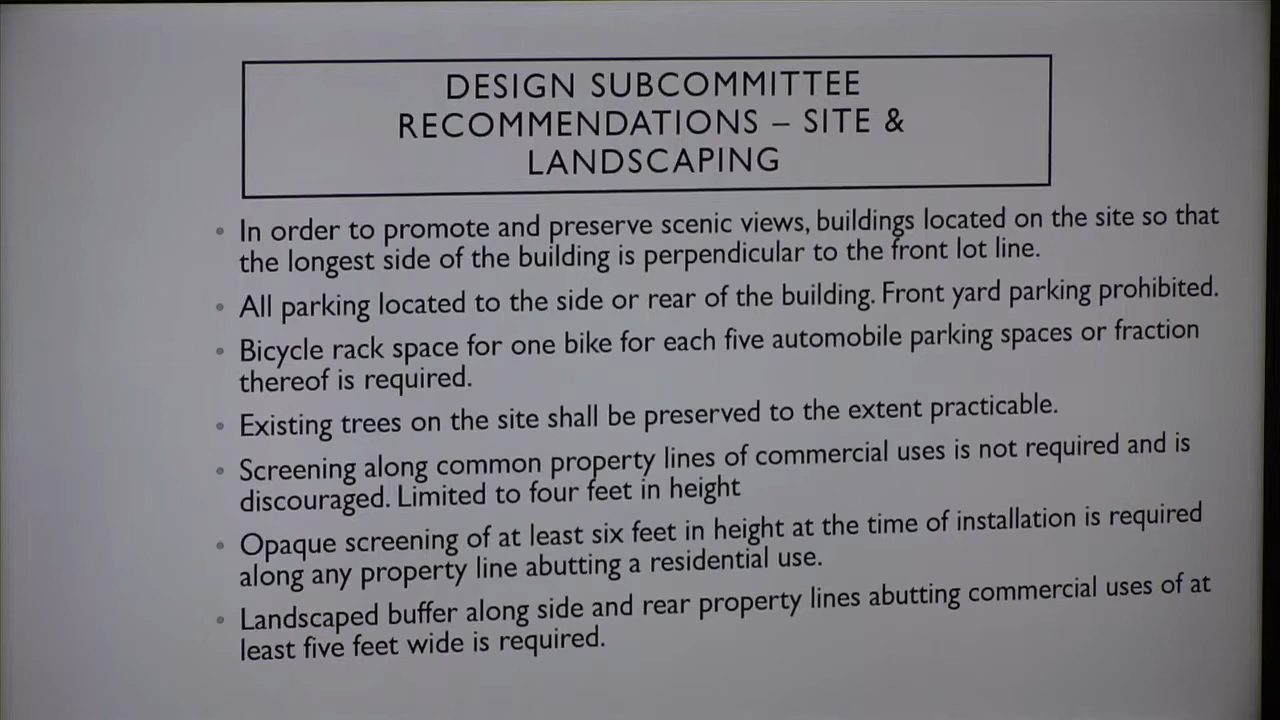 DESIGN SUBCOMMITTEE
RECOMMENDATIONS – SITE &
LANDSCAPING
• In order to promote and preserve scenic views, buildings located on the site so that
the longest side of the building is perpendicular to the front lot line.
• All parking located to the side or rear of the building. Front yard parking prohibited.
• Bicycle rack space for one bike for each five automobile parking spaces or fraction
thereof is required.
• Existing trees on the site shall be preserved to the extent practicable.
• Screening along common property lines of commercial uses is not required and is
discouraged. Limited to four feet in height
• Opaque screening of at least six feet in height at the time of installation is required
along any property line abutting a residential use.
• Landscaped buffer along side and rear property lines abutting commercial uses of at
least five feet wide is required.